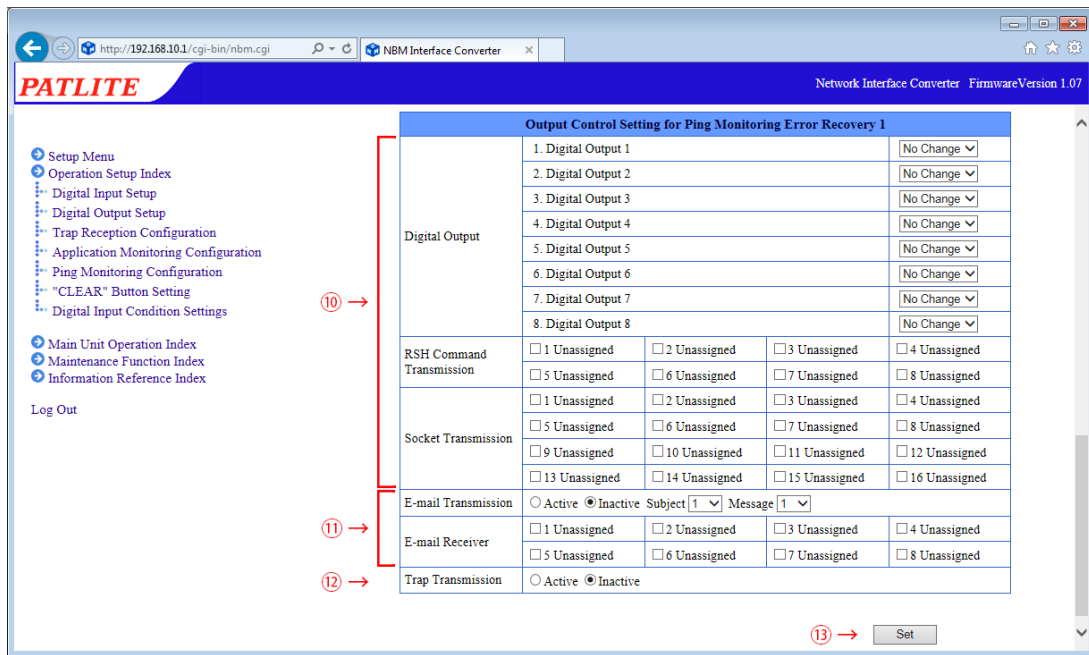 http://192.168.10.1/cgi-bin/nbm.cgi
NBM Interface Converter
PATLITE
Network Interface Converter FirmwareVersion 1.07
Setup Menu
Operation Setup Index
Digital Input Setup
Digital Output Setup
Trap Reception Configuration
Application Monitoring Configuration
Ping Monitoring Configuration
"CLEAR" Button Setting
Digital Input Condition Settings
Main Unit Operation Index
Maintenance Function Index
Information Reference Index
Log Out
Output Control Setting for Ping Monitoring Error Recovery 1
⑩ →
Digital Output
1. Digital Output 1 No Change
2. Digital Output 2 No Change
3. Digital Output 3 No Change
4. Digital Output 4 No Change
5. Digital Output 5 No Change
6. Digital Output 6 No Change
7. Digital Output 7 No Change
8. Digital Output 8 No Change
RSH Command
Transmission
1 Unassigned 2 Unassigned 3 Unassigned 4 Unassigned
5 Unassigned 6 Unassigned 7 Unassigned 8 Unassigned
Socket Transmission
1 Unassigned 2 Unassigned 3 Unassigned 4 Unassigned
5 Unassigned 6 Unassigned 7 Unassigned 8 Unassigned
9 Unassigned 10 Unassigned 11 Unassigned 12 Unassigned
13 Unassigned 14 Unassigned 15 Unassigned 16 Unassigned
⑪ →
E-mail Transmission Active Inactive Subject 1 Message 1
E-mail Receiver
1 Unassigned 2 Unassigned 3 Unassigned 4 Unassigned
5 Unassigned 6 Unassigned 7 Unassigned 8 Unassigned
⑫ →
Trap Transmission Active Inactive
⑬ → Set